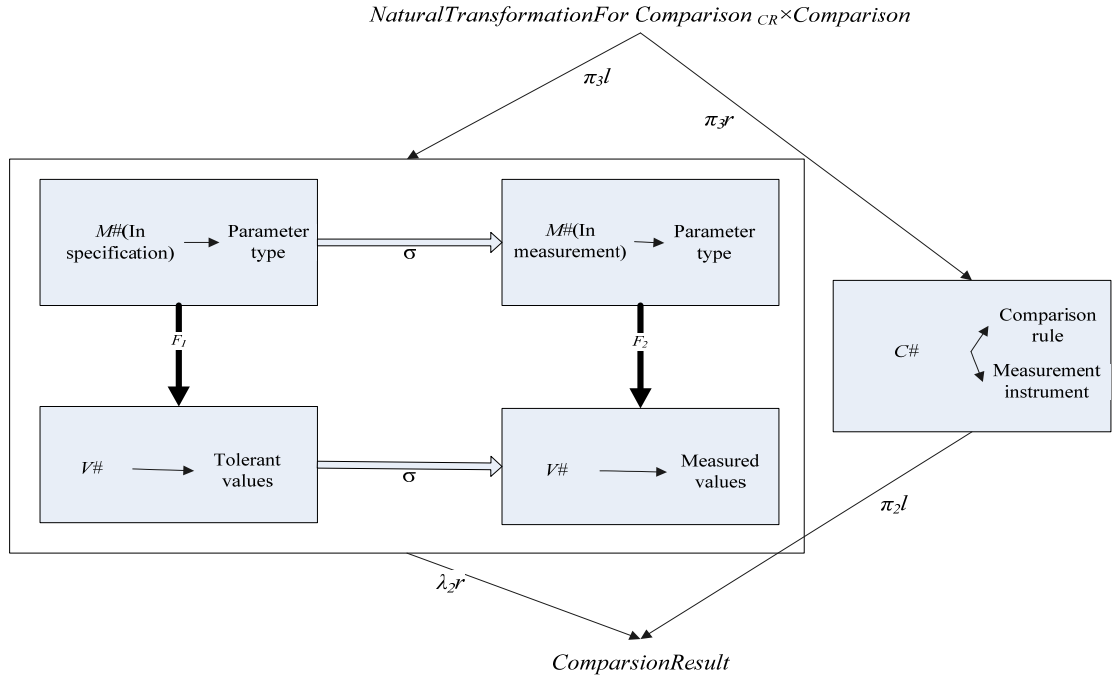 NaturalTransformationFor Comparison CR×Comparison
π3l
π3r
M#(In
specification)
Parameter
type
σ
M#(In
measurement)
Parameter
type
F1
F2
C#
Comparison
rule
Measurement
instrument
V#
Tolerant
values
σ
V#
Measured
values
π2l
λ2r
ComparsionResult